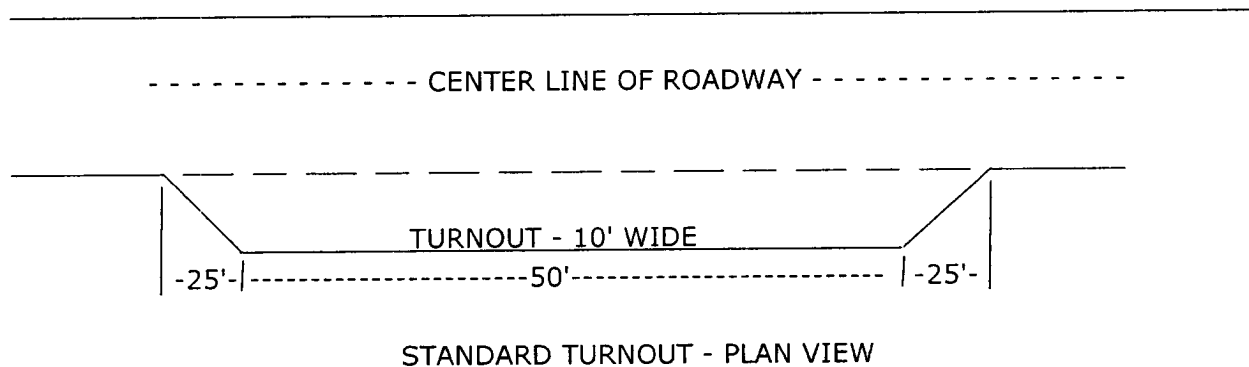 CENTER LINE OF ROADWAY
TURNOUT - 10' WIDE
-25'- 50' -25'-
STANDARD TURNOUT - PLAN VIEW